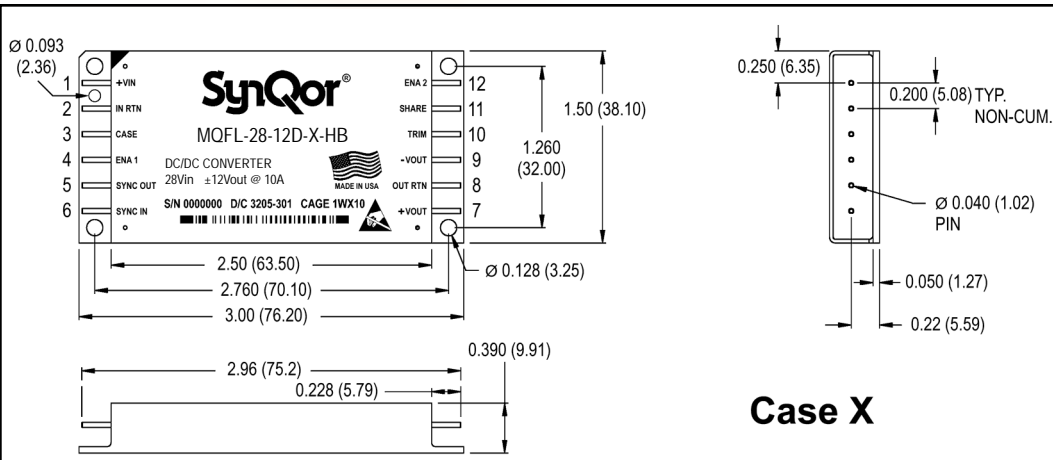 Ø 0.093
(2.36)
1
2
3
4
5
6
+VIN
IN RTN
CASE
ENA 1
SYNC OUT
SYNC IN
SynQor®
MQFL-28-12D-X-HB
DC/DC CONVERTER
28Vin ±12Vout @ 10A
MADE IN USA
S/N 0000000 D/C 3205-301 CAGE 1WX10
ENA 2
SHARE
TRIM
-VOUT
OUT RTN
+VOUT
12
11
10
9
8
7
1.260
(32.00)
1.50 (38.10)
2.50 (63.50)
2.760 (70.10)
3.00 (76.20)
Ø 0.128 (3.25)
0.250 (6.35)
0.200 (5.08) TYP.
NON-CUM.
Ø 0.040 (1.02)
PIN
0.050 (1.27)
0.22 (5.59)
2.96 (75.2)
0.228 (5.79)
0.390 (9.91)
Case X